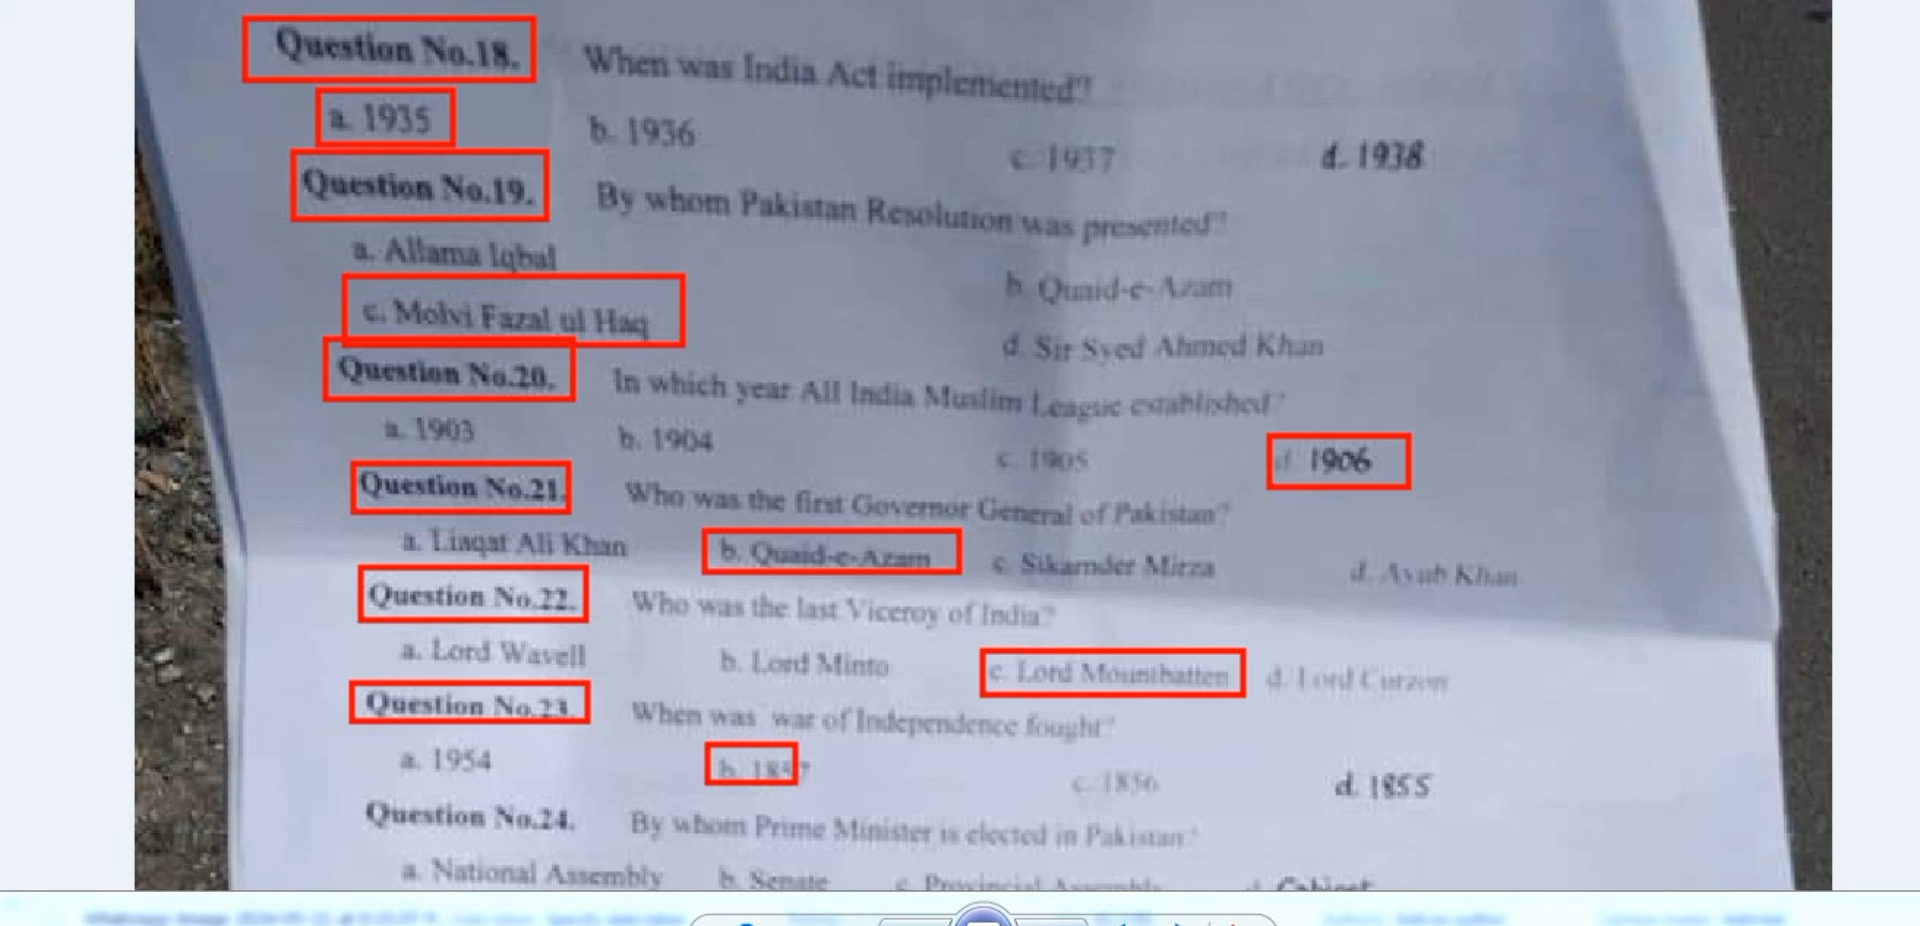 Question No.18. When was India Act implemented?
a. 1935 b. 1936 c. 1937 d. 1938
Question No.19. By whom Pakistan Resolution was presented?
a. Allama Iqbal b. Quaid-e-Azam
c. Molvi Fazal ul Haq d. Sir Syed Ahmed Khan
Question No.20. In which year All India Muslim League established?
a. 1903 b. 1904 c. 1905 d. 1906
Question No.21. Who was the first Governor General of Pakistan?
a. Liaqat Ali Khan b. Quaid-e-Azam c. Sikarnder Mirza d. Ayub Khan
Question No.22. Who was the last Viceroy of India?
a. Lord Wavell b. Lord Minto c. Lord Mountbatten d. Lord Curzon
Question No.23. When was war of Independence fought?
a. 1954 b. 1857 c. 1856 d. 1855
Question No.24. By whom Prime Minister is elected in Pakistan?
a. National Assembly b. Senate c. Provincial Assembly d. Cabinet